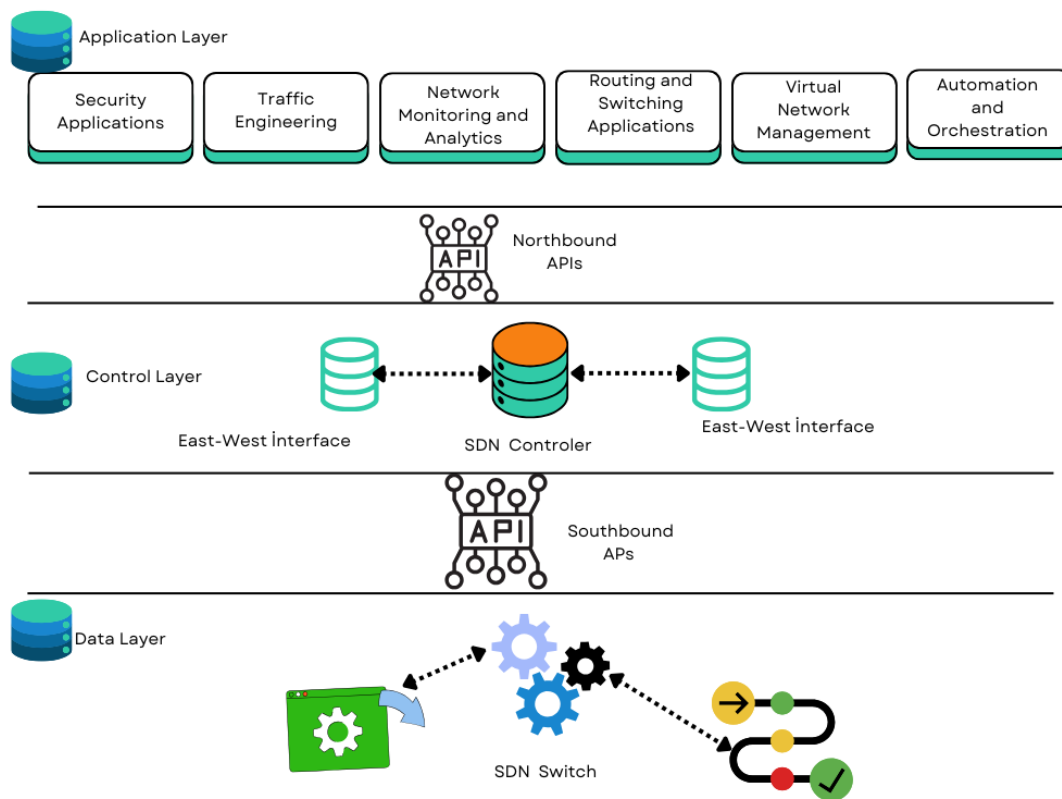 Application Layer
Security
Applications
Traffic
Engineering
Network
Monitoring and
Analytics
Routing and
Switching
Applications
Virtual
Network
Management
Automation
and
Orchestration
API
Northbound
APIs
Control Layer
East-West İnterface
SDN Controler
East-West İnterface
API
Southbound
APs
Data Layer
SDN Switch